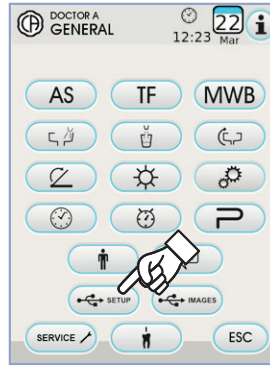 DOCTOR A
GENERAL
12:23
22
Mar
i
AS TF MWB
SETUP IMAGES
SERVICE ESC